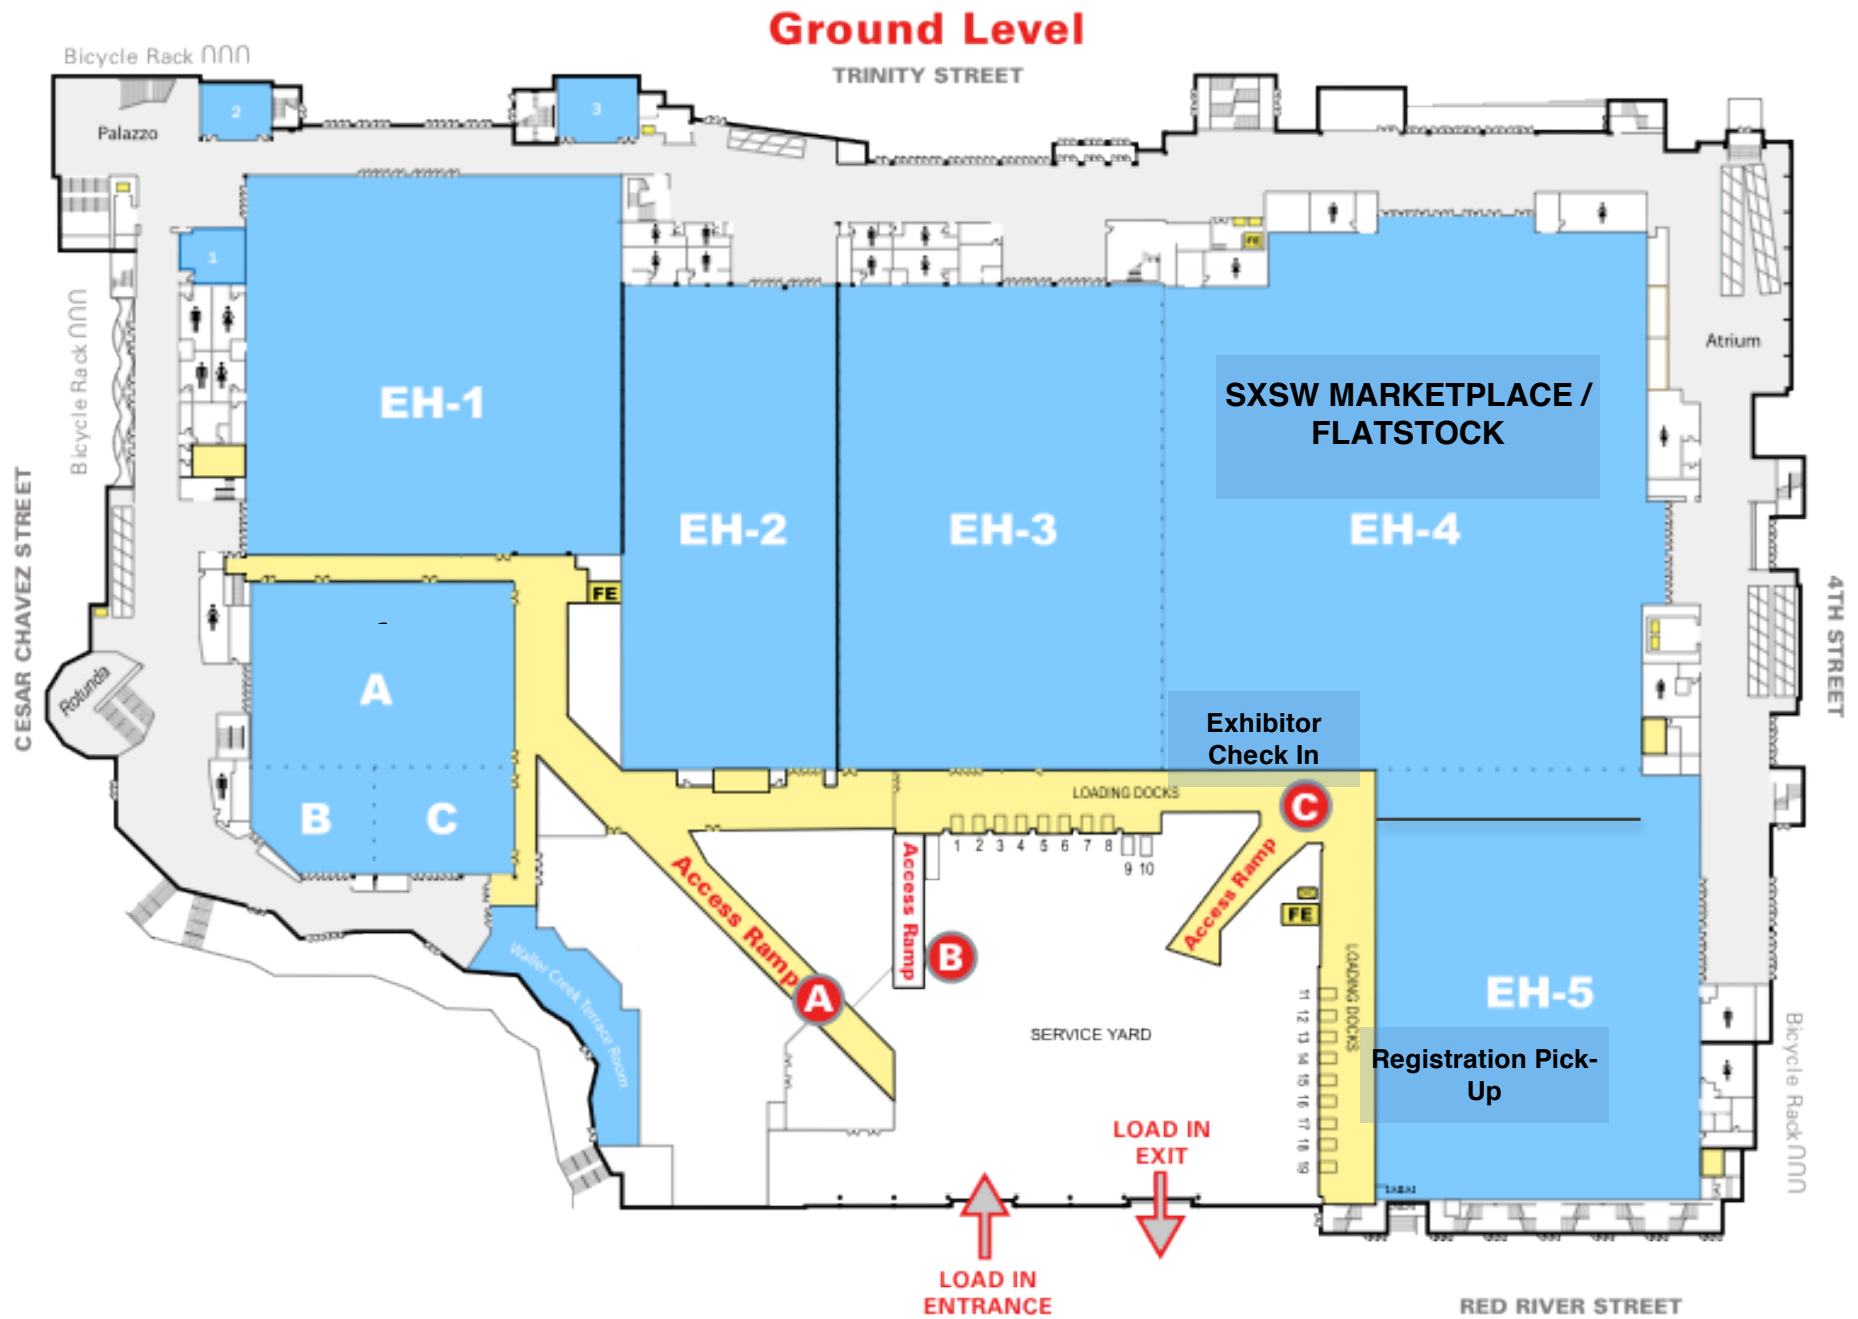 Ground Level
TRINITY STREET
Bicycle Rack
Palazzo
2
3
1
FE
Atrium
Bicycle Rack
EH-1
SXSW MARKETPLACE /
FLATSTOCK
EH-2
EH-3
EH-4
CESAR CHAVEZ STREET
4TH STREET
FE
A
Rotunda
Exhibitor
Check In
B
C
LOADING DOCKS
C
1 2 3 4 5 6 7 8
9 10
Access Ramp
Access Ramp
Access Ramp
FE
B
A
Waller Creek Terrace Room
LOADING DOCKS
EH-5
11
12
13
14
15
16
17
18
19
SERVICE YARD
Registration Pick-
Up
Bicycle Rack
LOAD IN
EXIT
LOAD IN
ENTRANCE
RED RIVER STREET